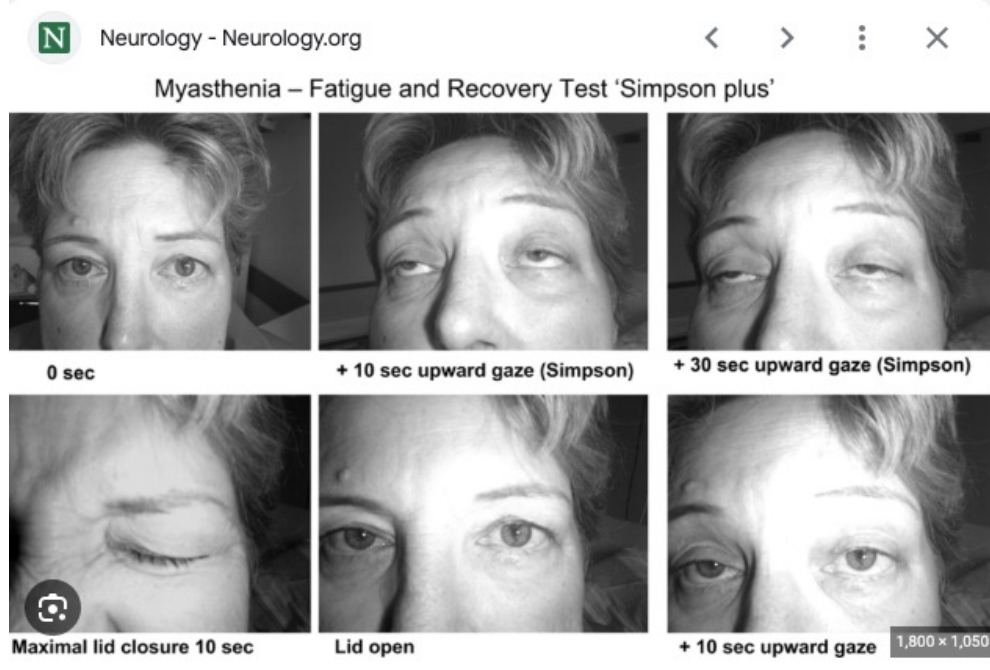 N
Neurology - Neurology.org
Myasthenia – Fatigue and Recovery Test ‘Simpson plus’
0 sec
+ 10 sec upward gaze (Simpson)
+ 30 sec upward gaze (Simpson)
Maximal lid closure 10 sec
Lid open
+ 10 sec upward gaze
1,800 × 1,050